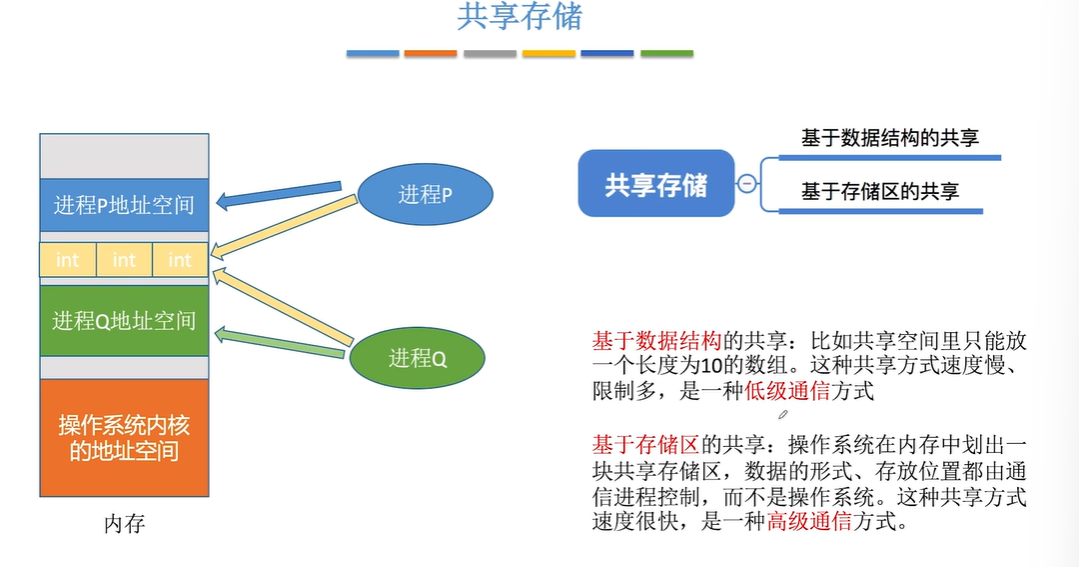 共享存储
进程P地址空间
int int int
进程Q地址空间
操作系统内核
的地址空间
内存
进程P
进程Q
共享存储
基于数据结构的共享
基于存储区的共享
基于数据结构的共享：比如共享空间里只能放
一个长度为10的数组。这种共享方式速度慢、
限制多，是一种低级通信方式
基于存储区的共享：操作系统在内存中划出一
块共享存储区，数据的形式、存放位置都由通
信进程控制，而不是操作系统。这种共享方式
速度很快，是一种高级通信方式。